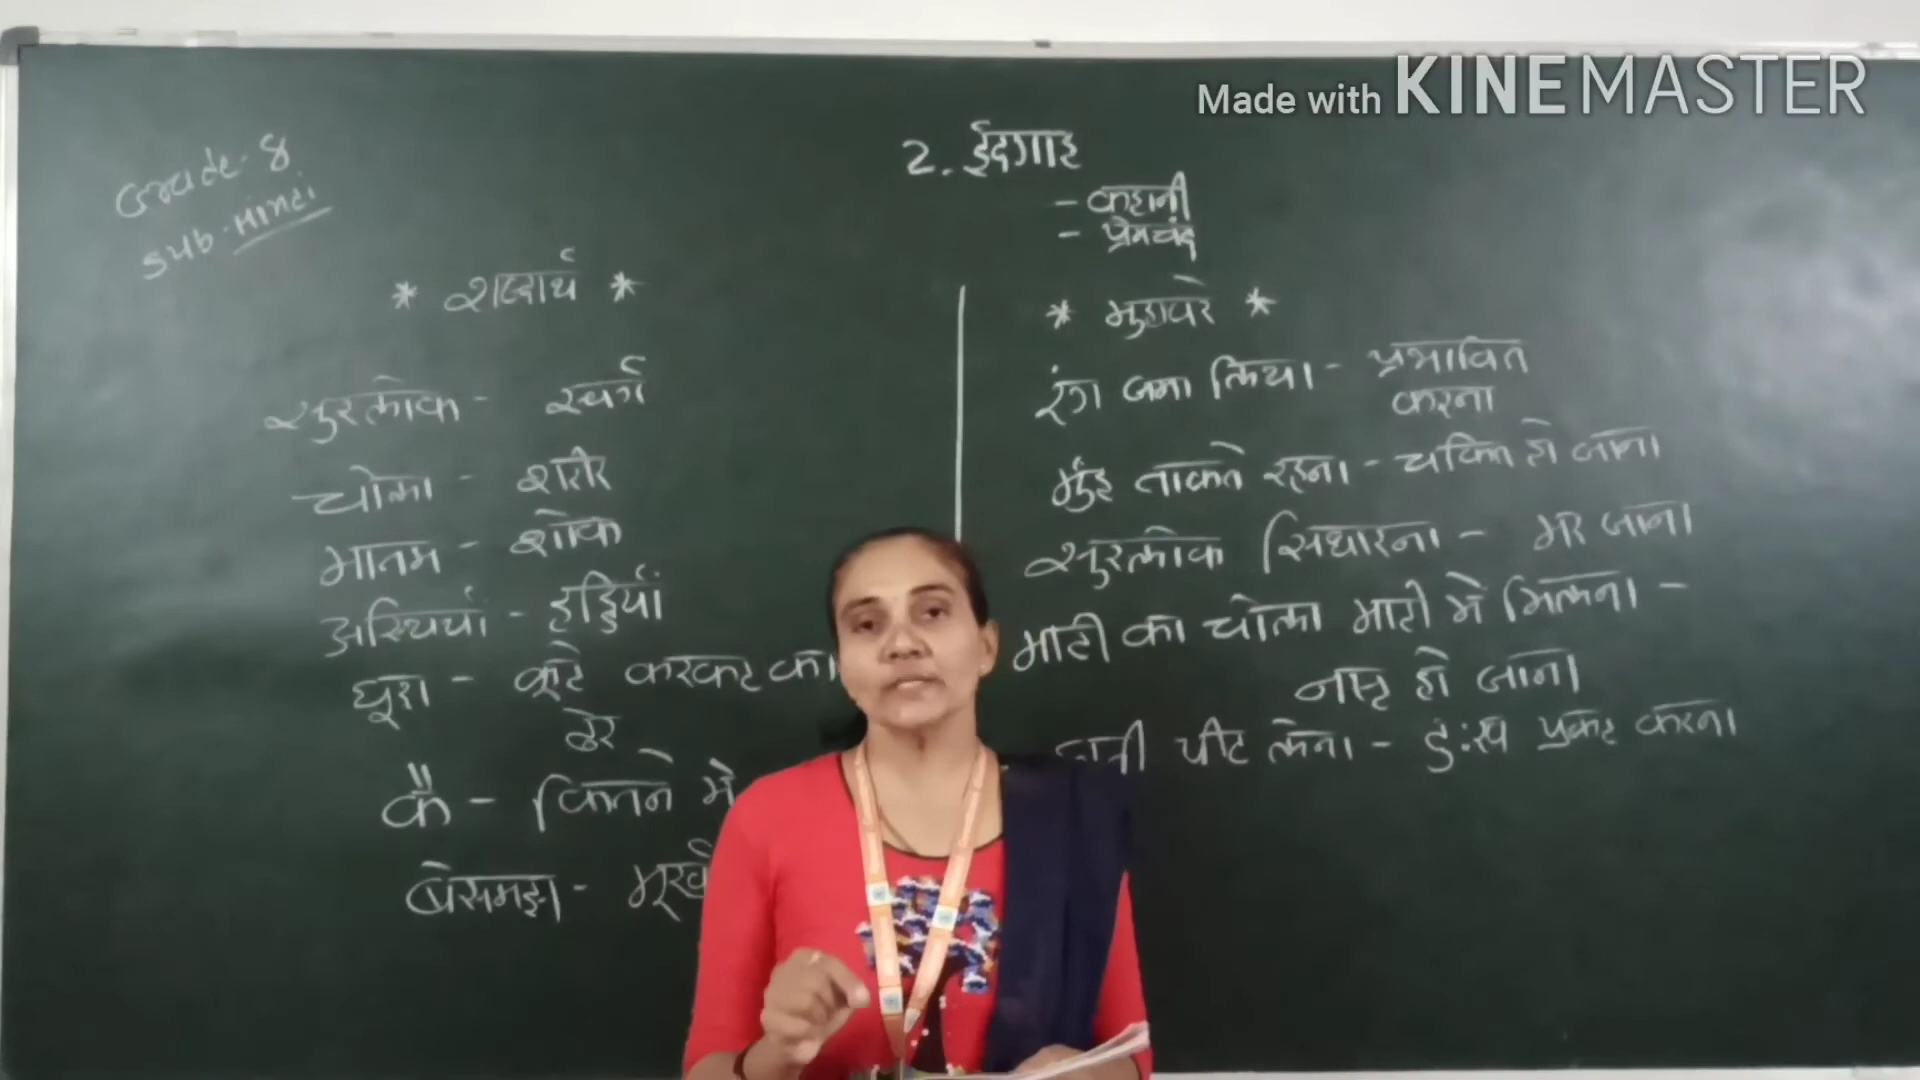 Made with KINEMASTER
Grade-8
Sub-Hindi
2. ईदगाह
- कहानी
- प्रेमचंद
* शब्दार्थ *
सुरलोक - स्वर्ग
चोला - शरीर
मातम - शोक
अस्थियाँ - हड्डियाँ
घूरा - कूटे करकट का
ढेर
कै" - कितने में
बेसमझ -
* मुहावरे *
रंग जमा लिया - प्रभावित
करना
मुँह ताकते रहना - चकित हो जाना
सुरलोक सिधारना - मर जाना
माटी का चोला माटी में मिलना -
नष्ट हो जाना
पीट लेना - दुःख प्रकट करना